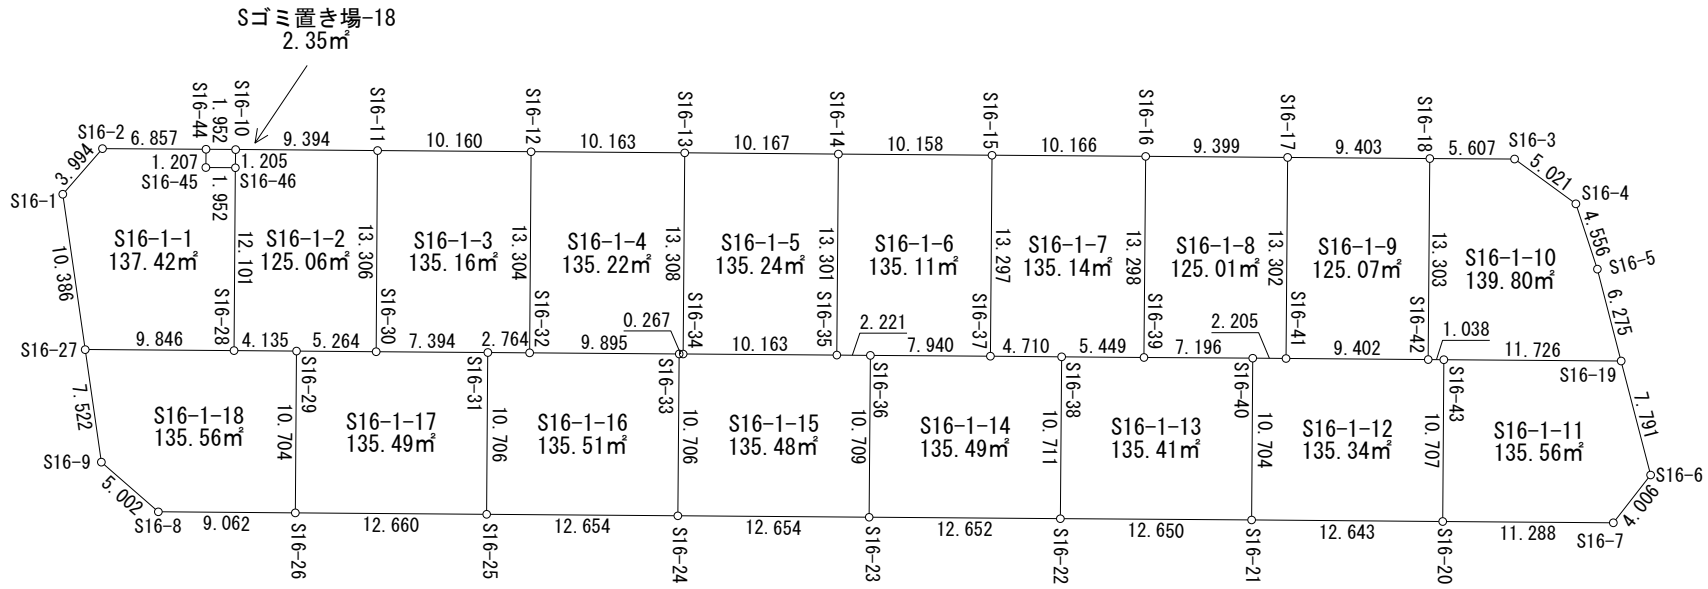 Sゴミ置き場-18
2.35㎡
S16-44
1.952
S16-10
S16-11
S16-12
S16-13
S16-14
S16-15
S16-16
S16-17
S16-18
S16-2
6.857
9.394
10.160
10.163
10.167
10.158
10.166
9.399
9.403
5.607
S16-3
3.994
1.207
1.205
5.021
S16-45
S16-46
S16-1
1.952
S16-4
4.556
S16-1-1
137.42㎡
S16-1-2
125.06㎡
S16-1-3
135.16㎡
S16-1-4
135.22㎡
S16-1-5
135.24㎡
S16-1-6
135.11㎡
S16-1-7
135.14㎡
S16-1-8
125.01㎡
S16-1-9
125.07㎡
S16-1-10
139.80㎡
10.386
12.101
13.306
13.304
13.308
13.301
13.297
13.298
13.302
13.303
S16-5
6.275
S16-28
S16-30
S16-32
0.267
S16-34
S16-35
2.221
S16-37
S16-39
2.205
S16-41
S16-42
1.038
S16-27
9.846
4.135
5.264
7.394
2.764
9.895
10.163
7.940
4.710
5.449
7.196
9.402
11.726
S16-19
7.522
S16-29
S16-31
S16-33
S16-36
S16-38
S16-40
S16-43
7.791
S16-1-18
135.56㎡
S16-1-17
135.49㎡
S16-1-16
135.51㎡
S16-1-15
135.48㎡
S16-1-14
135.49㎡
S16-1-13
135.41㎡
S16-1-12
135.34㎡
S16-1-11
135.56㎡
10.704
10.706
10.706
10.709
10.711
10.704
10.707
S16-9
S16-6
5.002
4.006
S16-8
9.062
12.660
12.654
12.654
12.652
12.650
12.643
11.288
S16-7
S16-26
S16-25
S16-24
S16-23
S16-22
S16-21
S16-20